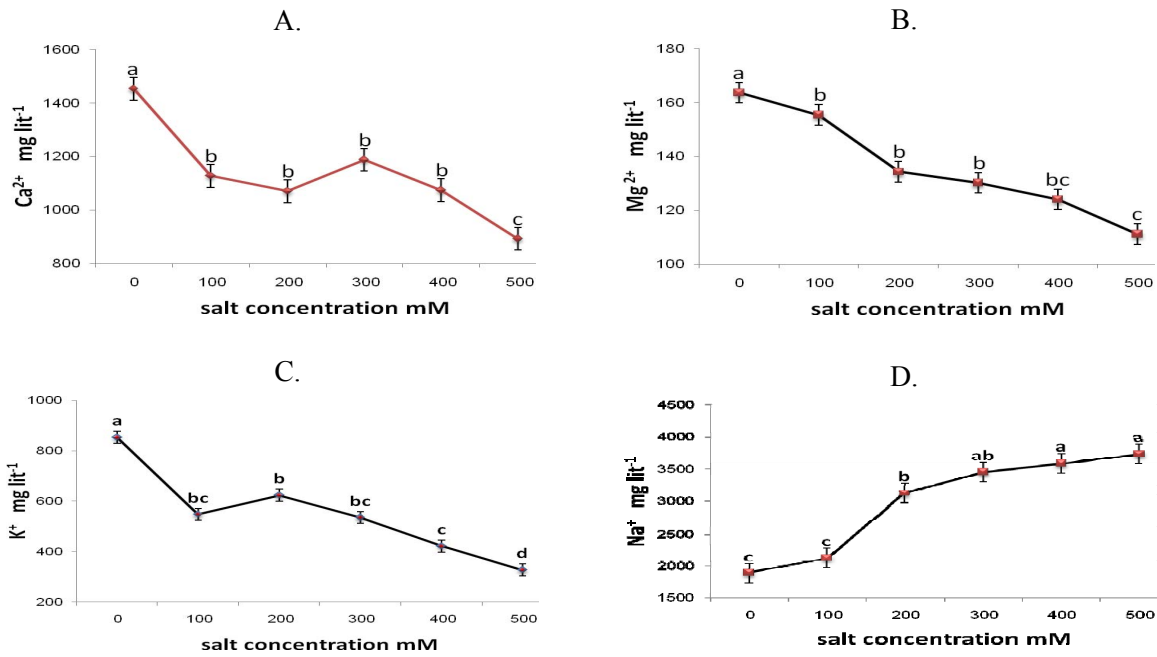 A.
1600
1400
1200
1000
800
Ca²⁺ mg lit⁻¹
a
b
b
b
b
c
0 100 200 300 400 500
salt concentration mM
B.
180
160
140
120
100
Mg²⁺ mg lit⁻¹
a
b
b
b
bc
c
0 100 200 300 400 500
salt concentration mM
C.
1000
800
600
400
200
K⁺ mg lit⁻¹
a
bc
b
bc
c
d
0 100 200 300 400 500
salt concentration mM
D.
4500
4000
3500
3000
2500
2000
1500
Na⁺ mg lit⁻¹
c
c
b
ab
a
a
0 100 200 300 400 500
salt concentration mM